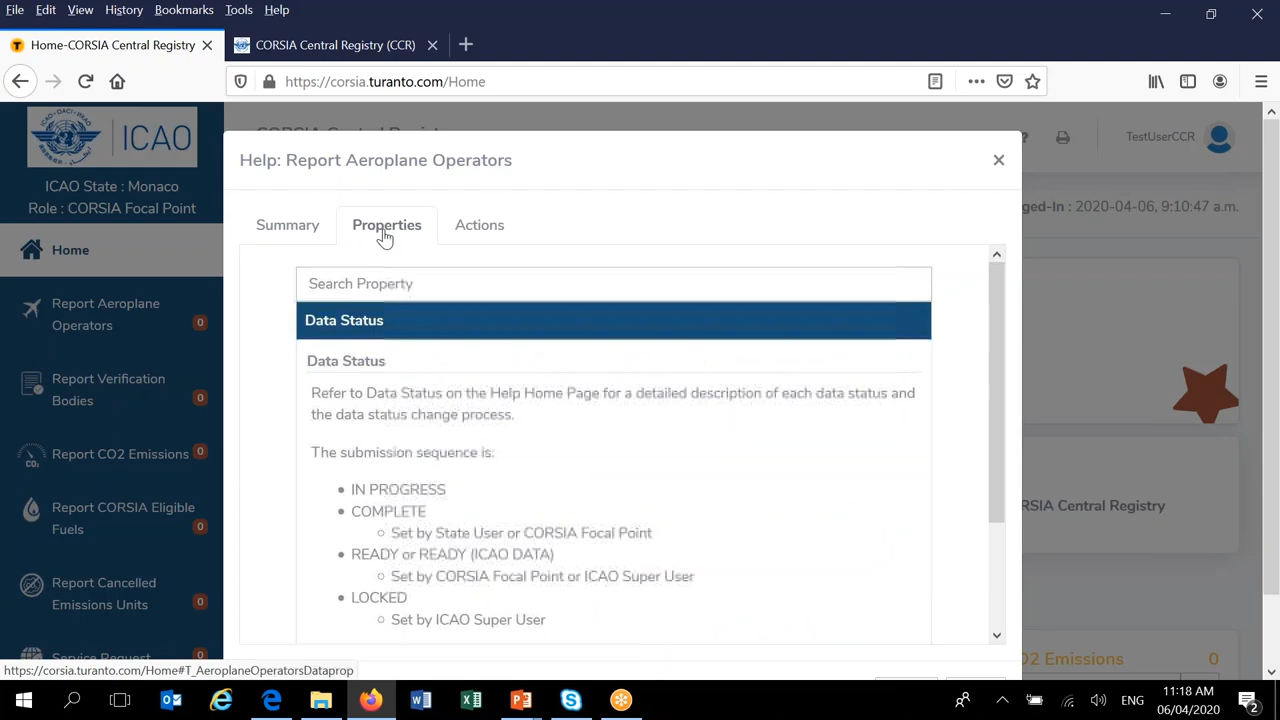 File Edit View History Bookmarks Tools Help
Home-CORSIA Central Registry
CORSIA Central Registry (CCR)
https://corsia.turanto.com/Home
ICAO
OACI
ICAO State : Monaco
Role : CORSIA Focal Point
Home
Report Aeroplane
Operators
0
Report Verification
Bodies
0
CO2
Report CO2 Emissions
0
Report CORSIA Eligible
Fuels
0
Report Cancelled
Emissions Units
0
Service Request
CORSIA Central
TestUserCCR
ged-In : 2020-04-06, 9:10:47 a.m.
Help: Report Aeroplane Operators
Summary Properties Actions
Search Property
Data Status
Data Status
Refer to Data Status on the Help Home Page for a detailed description of each data status and
the data status change process.
The submission sequence is:
IN PROGRESS
COMPLETE
Set by State User or CORSIA Focal Point
READY or READY (ICAO DATA)
Set by CORSIA Focal Point or ICAO Super User
LOCKED
Set by ICAO Super User
RSIA Central Registry
O2 Emissions 0
https://corsia.turanto.com/Home#T_AeroplaneOperatorsDataprop
ENG
11:18 AM
06/04/2020
2